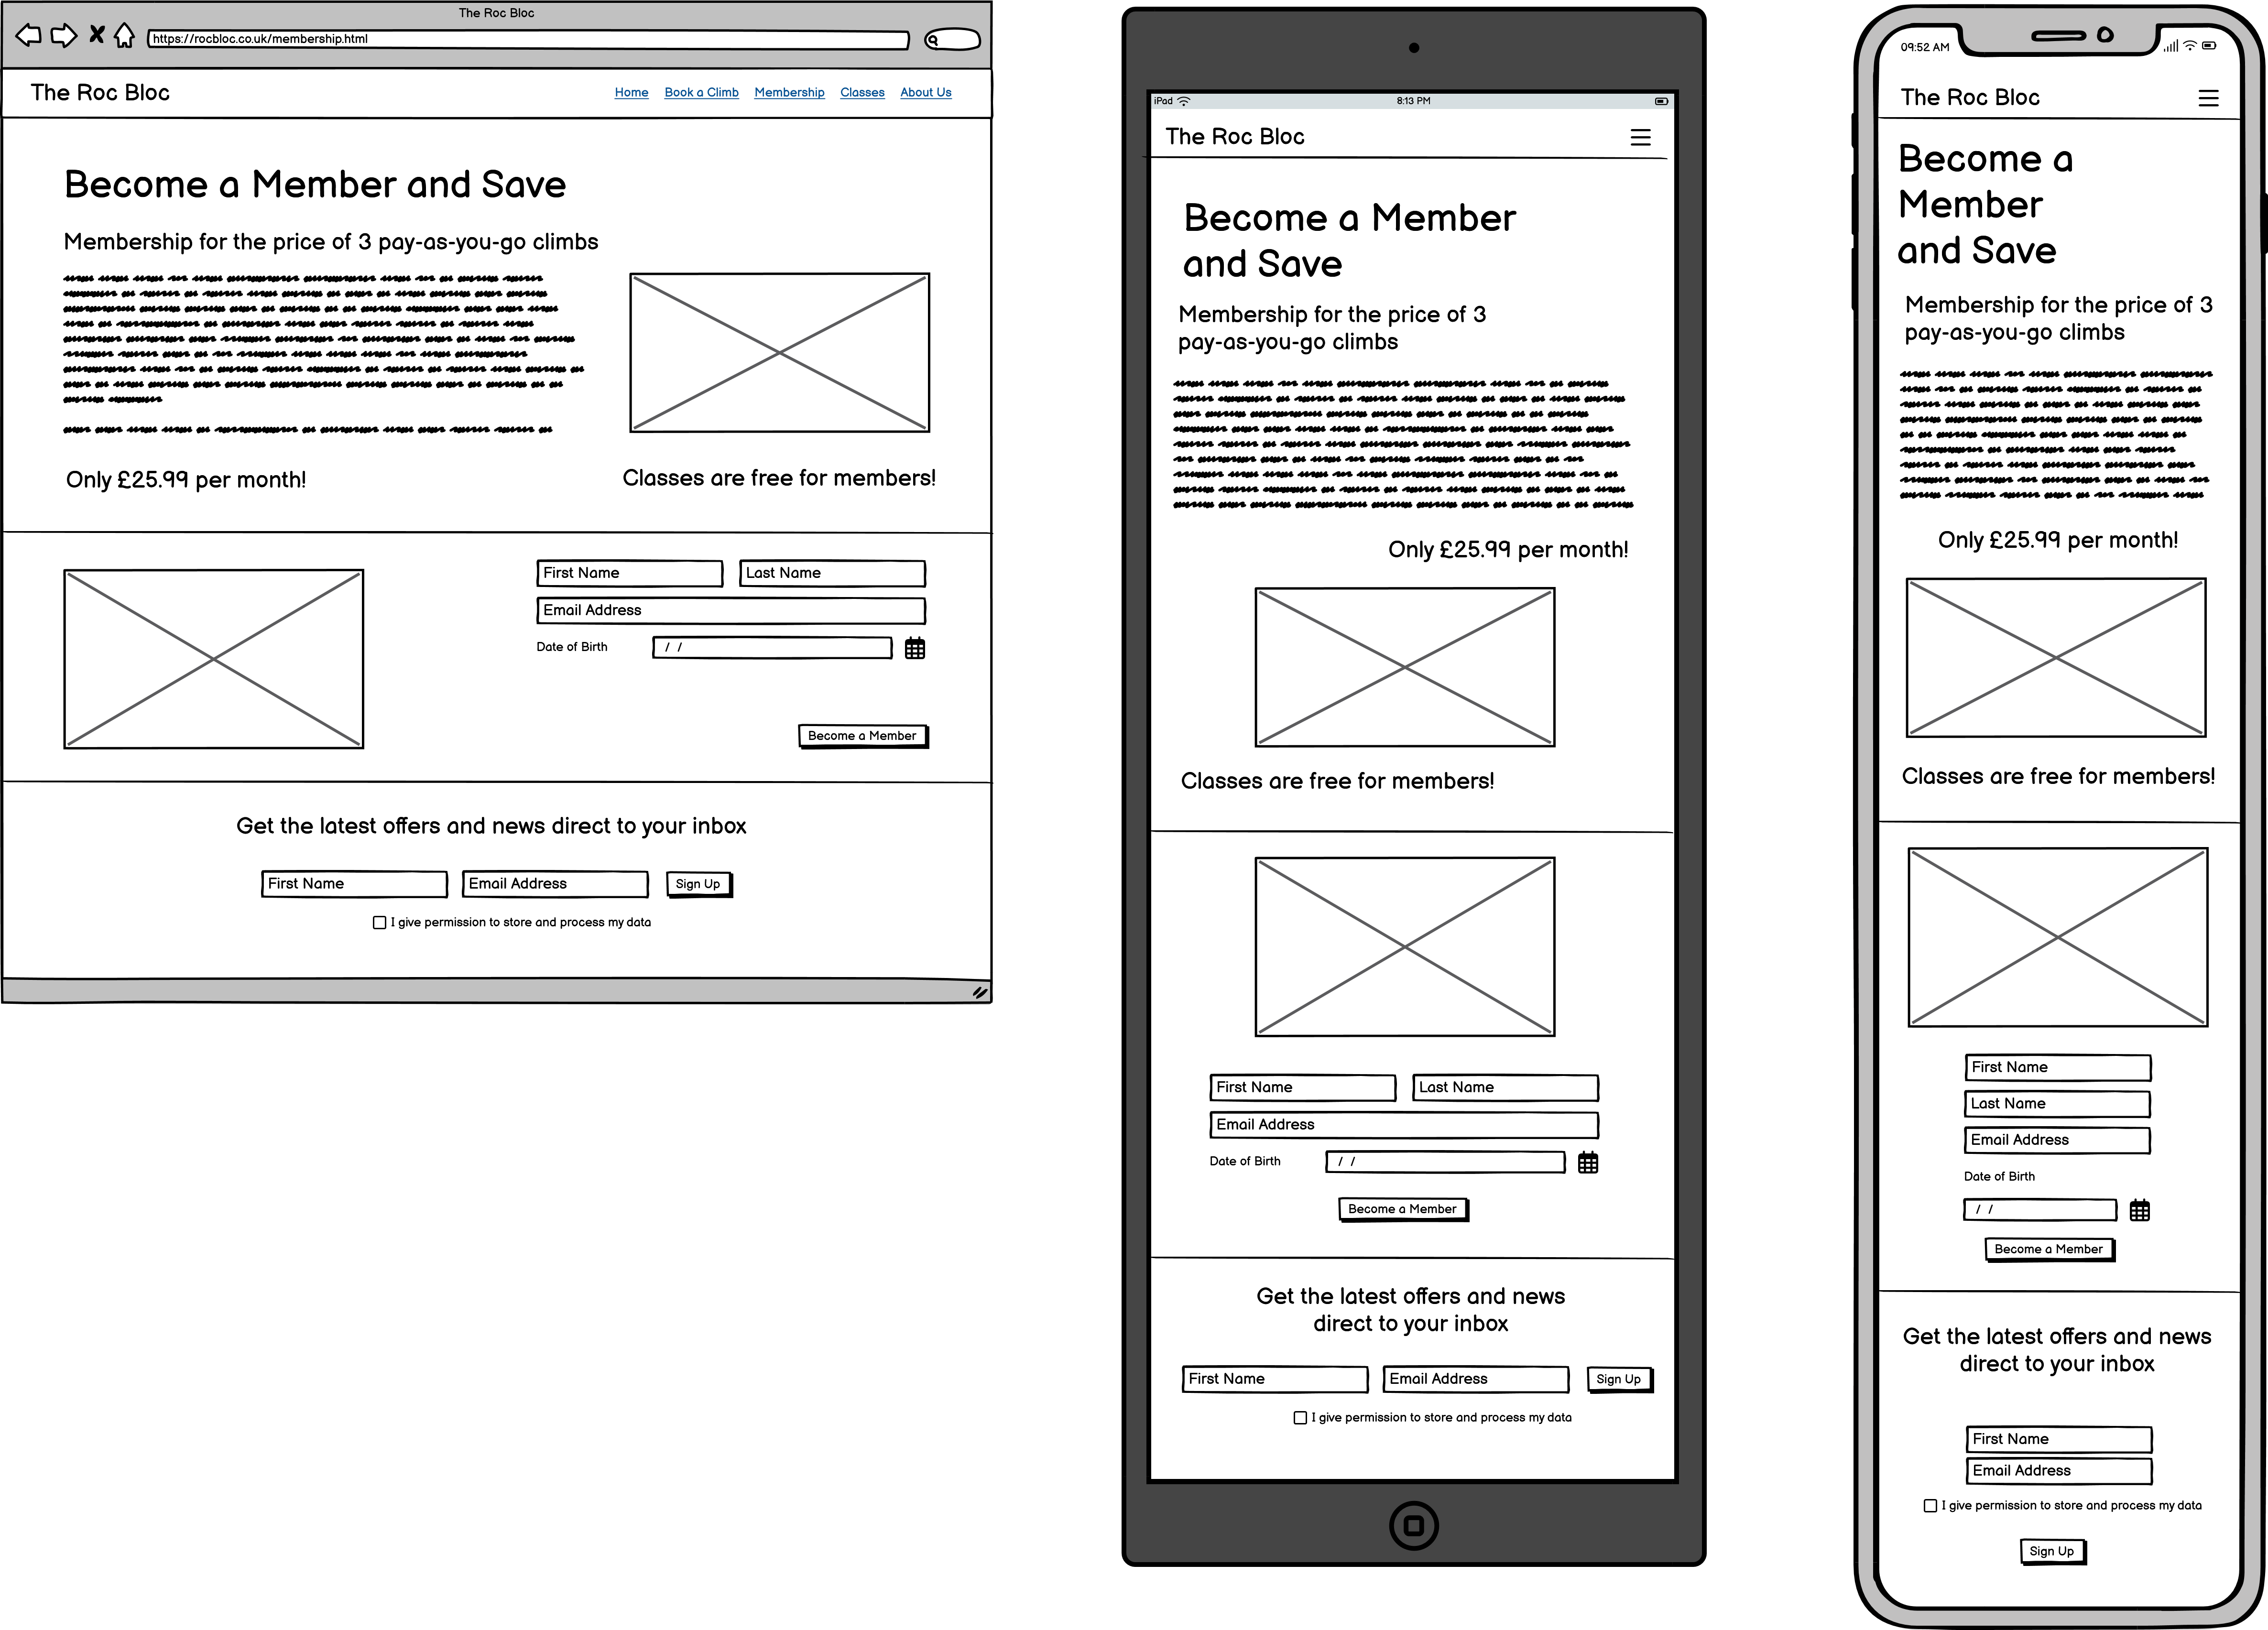 The Roc Bloc
https://rocbloc.co.uk/membership.html
The Roc Bloc
Home Book a Climb Membership Classes About Us
Become a Member and Save
Membership for the price of 3 pay-as-you-go climbs
Only £25.99 per month!
Classes are free for members!
First Name
Last Name
Email Address
Date of Birth
/ /
Become a Member
Get the latest offers and news direct to your inbox
First Name
Email Address
Sign Up
I give permission to store and process my data
iPad
8:13 PM
The Roc Bloc
Become a Member
and Save
Membership for the price of 3
pay-as-you-go climbs
Only £25.99 per month!
Classes are free for members!
First Name
Last Name
Email Address
Date of Birth
/ /
Become a Member
Get the latest offers and news
direct to your inbox
First Name
Email Address
Sign Up
I give permission to store and process my data
09:52 AM
The Roc Bloc
Become a
Member
and Save
Membership for the price of 3
pay-as-you-go climbs
Only £25.99 per month!
Classes are free for members!
First Name
Last Name
Email Address
Date of Birth
/ /
Become a Member
Get the latest offers and news
direct to your inbox
First Name
Email Address
I give permission to store and process my data
Sign Up